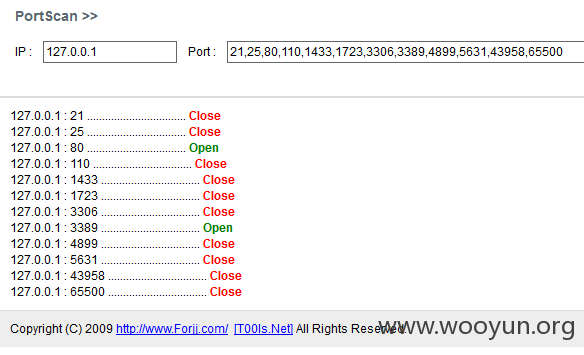 PortScan >>
IP : 127.0.0.1 Port : 21,25,80,110,1433,1723,3306,3389,4899,5631,43958,65500
127.0.0.1 : 21 ................................. Close
127.0.0.1 : 25 ................................. Close
127.0.0.1 : 80 ................................. Open
127.0.0.1 : 110 ................................. Close
127.0.0.1 : 1433 ................................. Close
127.0.0.1 : 1723 ................................. Close
127.0.0.1 : 3306 ................................. Close
127.0.0.1 : 3389 ................................. Open
127.0.0.1 : 4899 ................................. Close
127.0.0.1 : 5631 ................................. Close
127.0.0.1 : 43958 ................................. Close
127.0.0.1 : 65500 ................................. Close
Copyright (C) 2009 http://www.Forjj.com/ [T00ls.Net] All Rights Reserved.
www.wooyun.org